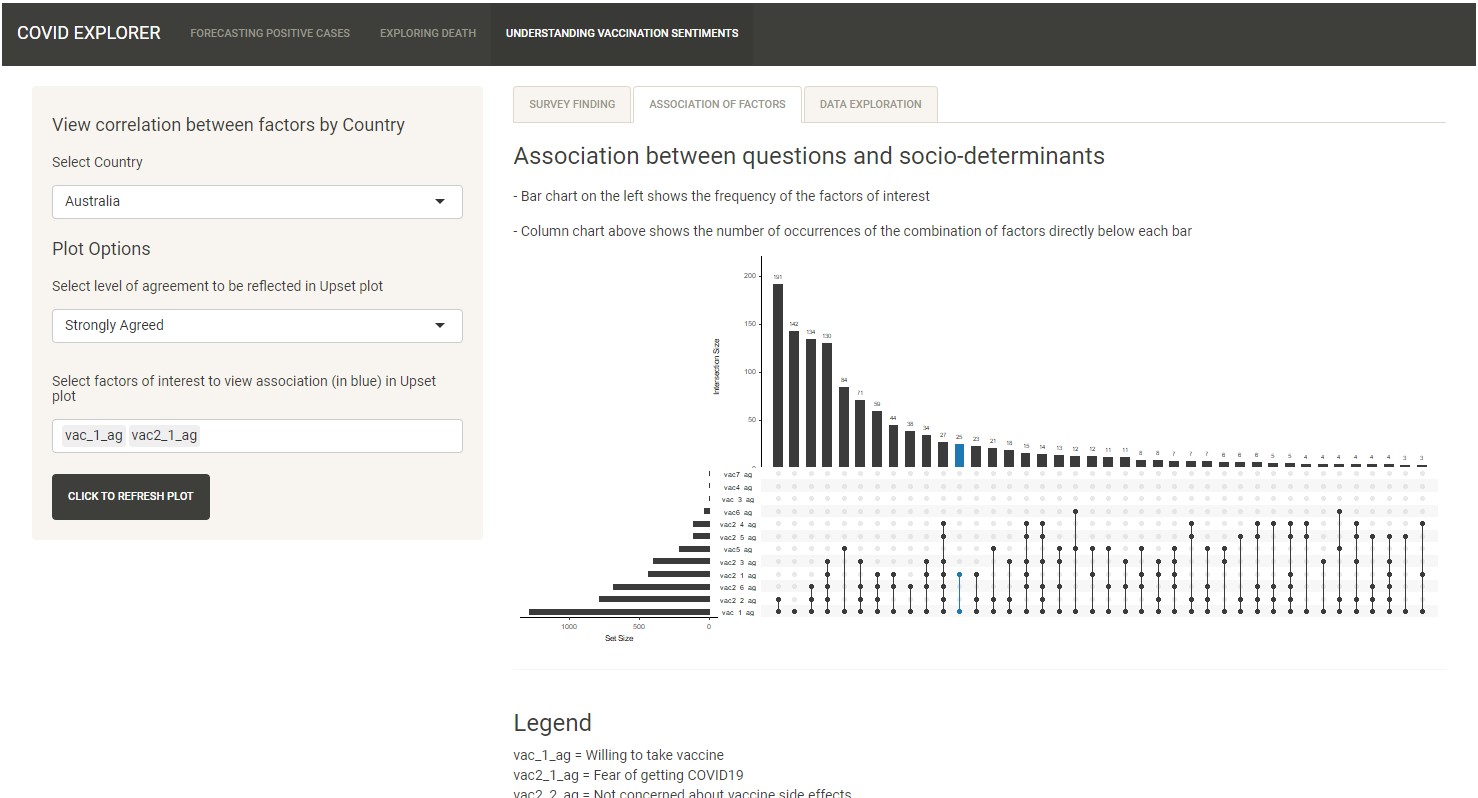 COVID EXPLORER FORECASTING POSITIVE CASES EXPLORING DEATH UNDERSTANDING VACCINATION SENTIMENTS
View correlation between factors by Country
Select Country
Australia
Plot Options
Select level of agreement to be reflected in Upset plot
Strongly Agreed
Select factors of interest to view association (in blue) in Upset
plot
vac_1_ag vac2_1_ag
CLICK TO REFRESH PLOT
SURVEY FINDING ASSOCIATION OF FACTORS DATA EXPLORATION
Association between questions and socio-determinants
- Bar chart on the left shows the frequency of the factors of interest
- Column chart above shows the number of occurrences of the combination of factors directly below each bar
200
150
100
50
0
Intersection Size
191 142 134 130 84 71 59 44 38 34 27 25 23 21 18 15 14 13 12 12 11 11 8 8 7 7 7 6 6 6 5 5 4 4 4 4 4 4 3 3
vac7_ag
vac4_ag
vac_3_ag
vac6_ag
vac2_4_ag
vac2_5_ag
vac5_ag
vac2_3_ag
vac2_1_ag
vac2_6_ag
vac2_2_ag
vac_1_ag
1000 500 0
Set Size
Legend
vac_1_ag = Willing to take vaccine
vac2_1_ag = Fear of getting COVID19
vac2_2_ag = Not concerned about vaccine side effects